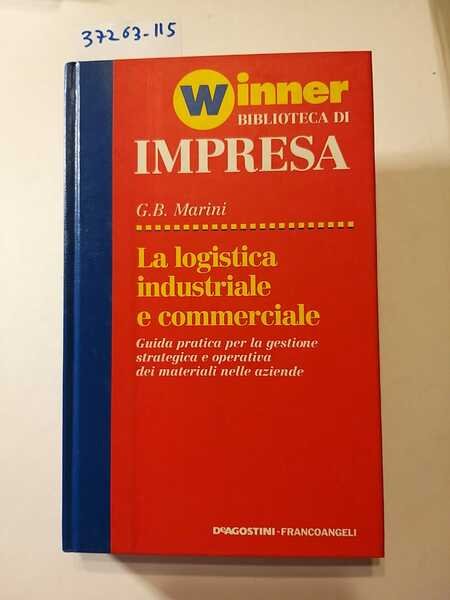 37263-115
Winner
BIBLIOTECA DI
IMPRESA
G.B. Marini
La logistica
industriale
e commerciale
Guida pratica per la gestione
strategica e operativa
dei materiali nelle aziende
DEAGOSTINI-FRANCOANGELI